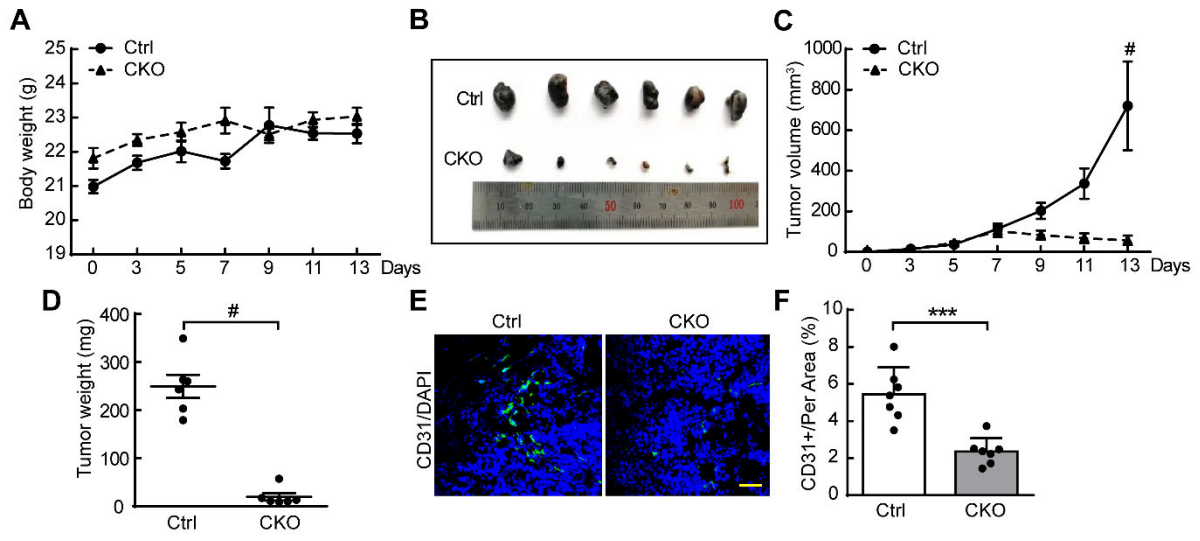 A
Ctrl
CKO
Body weight (g)
25
24
23
22
21
20
19
0 3 5 7 9 11 13 Days
B
Ctrl
CKO
10 20 30 40 50 60 70 80 90 100
C
Ctrl
CKO
#
Tumor volume (mm³)
1000
800
600
400
200
0
0 3 5 7 9 11 13 Days
D
#
Tumor weight (mg)
400
300
200
100
0
Ctrl CKO
E
Ctrl CKO
CD31/DAPI
F
***
CD31+/Per Area (%)
10
8
6
4
2
0
Ctrl CKO